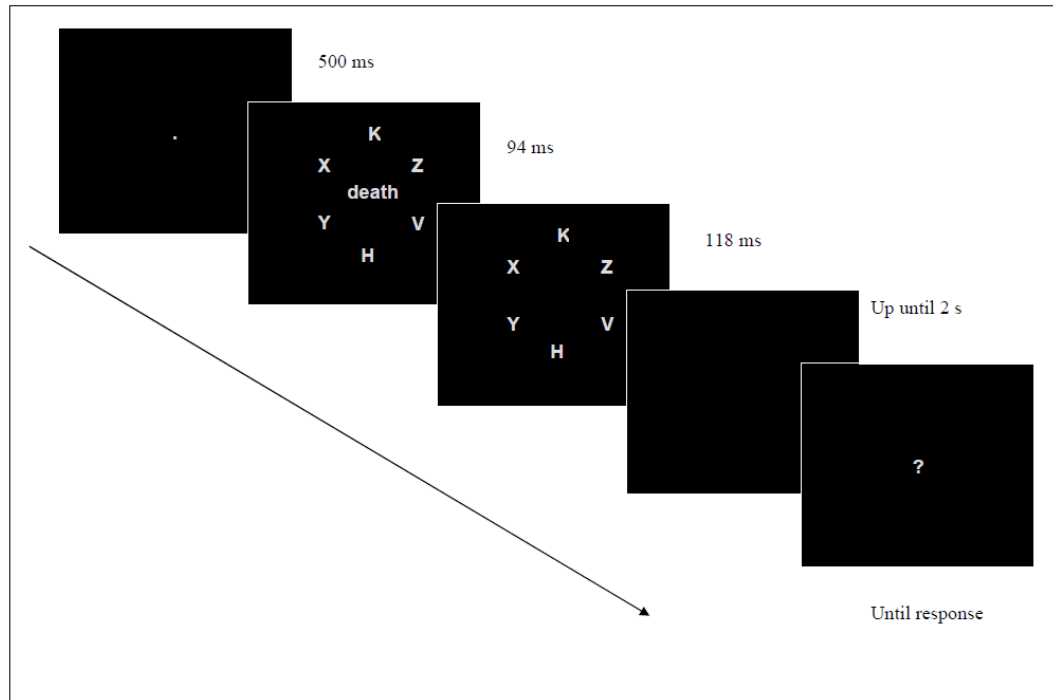 500 ms
K
X Z
death
Y V
H
94 ms
K
X Z
Y V
H
118 ms
Up until 2 s
?
Until response